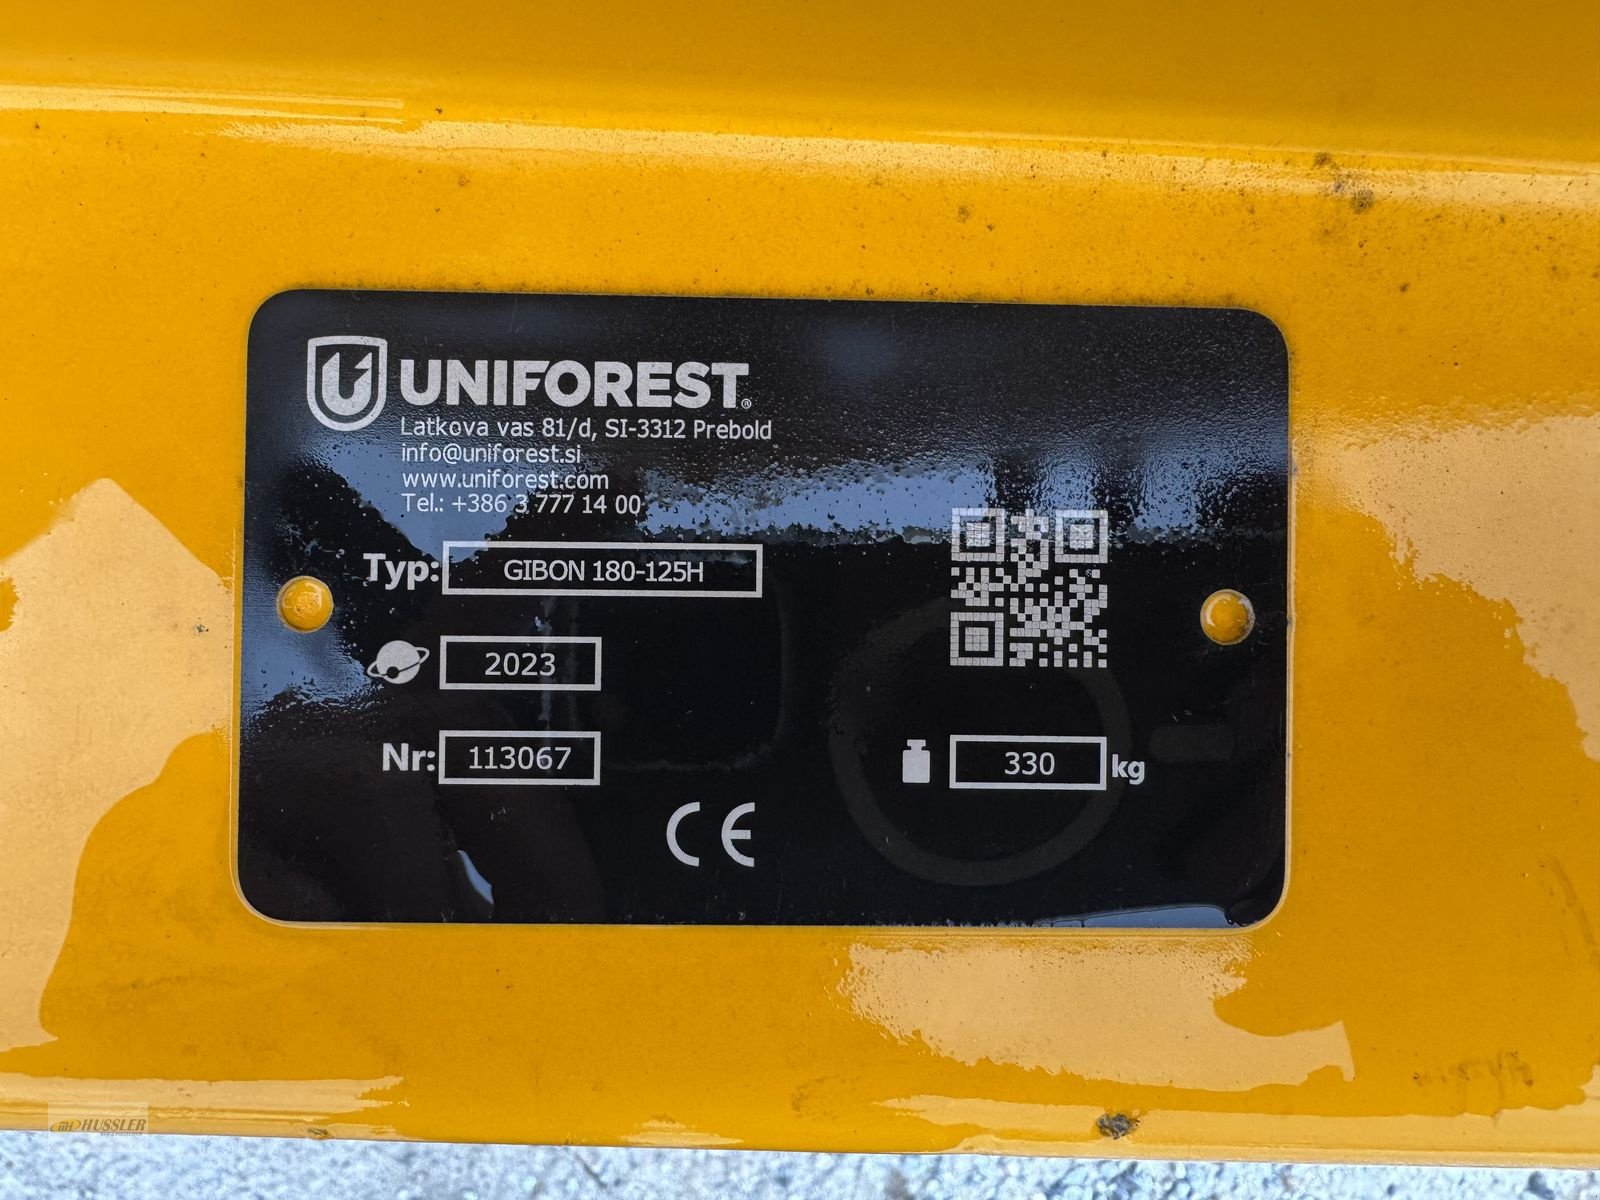 UNIFOREST®
Latkova vas 81/d, SI-3312 Prebold
info@uniforest.si
www.uniforest.com
Tel.: +386 3 777 14 00
Typ: GIBON 180-125H
2023
Nr: 113067
330 kg
CE
HUSSLER